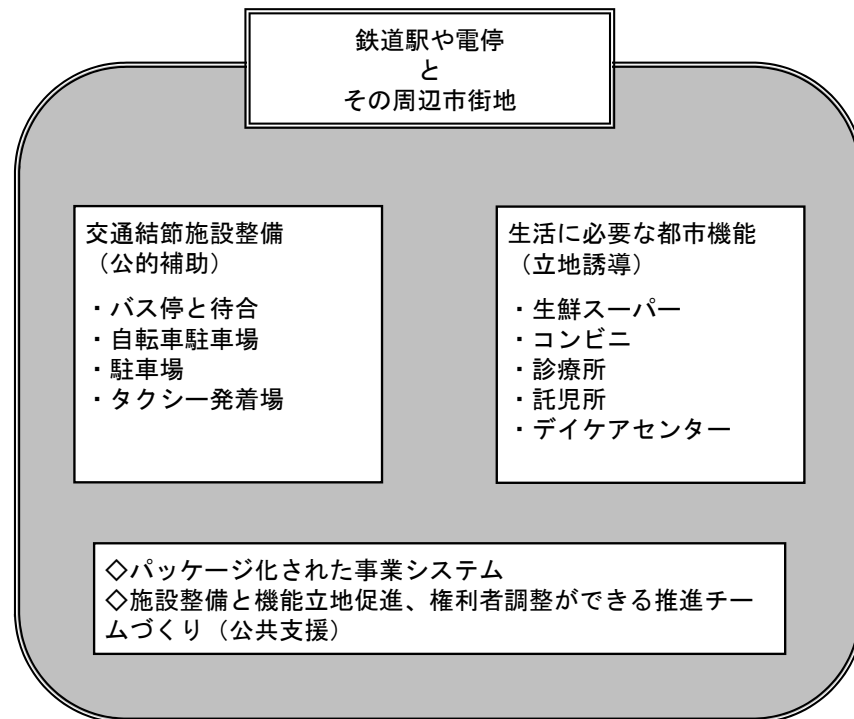 鉄道駅や電停
と
その周辺市街地
交通結節施設整備
（公的補助）
・バス停と待合
・自転車駐車場
・駐車場
・タクシー発着場
生活に必要な都市機能
（立地誘導）
・生鮮スーパー
・コンビニ
・診療所
・託児所
・デイケアセンター
◇パッケージ化された事業システム
◇施設整備と機能立地促進、権利者調整ができる推進チー
ムづくり（公共支援）